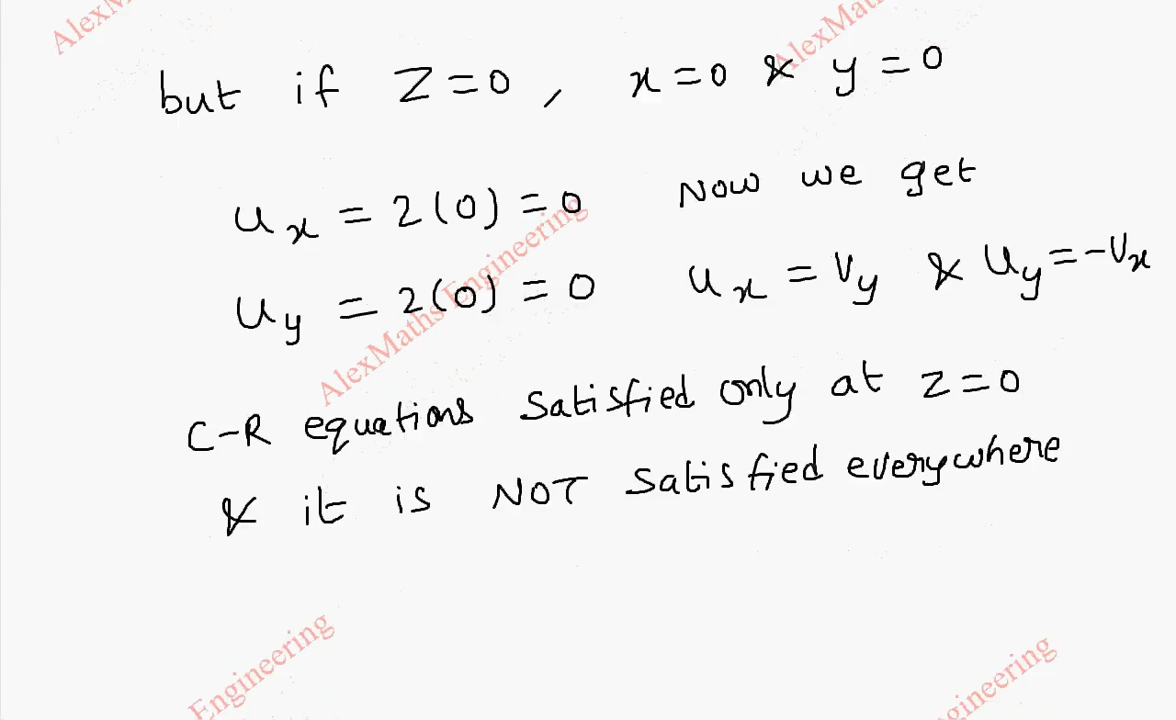 AlexM
AlexMaths
but if Z=0, x=0 & y=0
u_x = 2(0) = 0 Now we get
u_y = 2(0) = 0 u_x = v_y & u_y = -v_x
AlexMaths Engineering
C-R equations satisfied only at z=0
& it is NOT satisfied everywhere
Engineering
Engineering